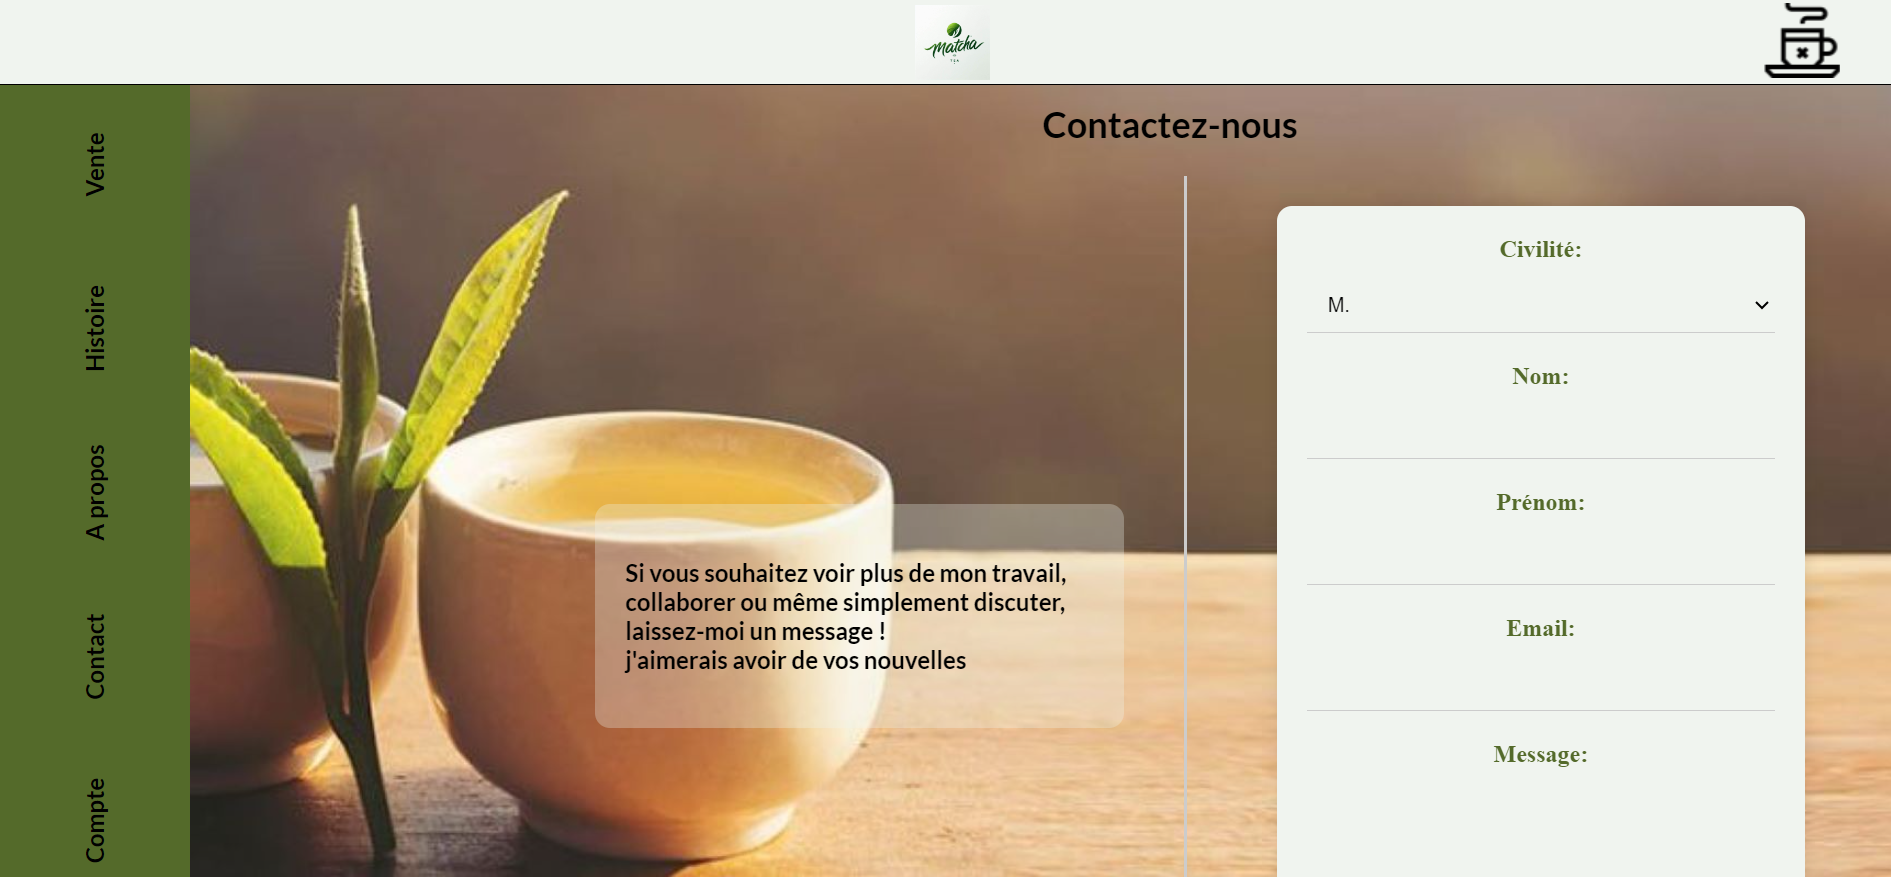 Matcha
TEA
Vente
Histoire
A propos
Contact
Compte
Contactez-nous
Si vous souhaitez voir plus de mon travail,
collaborer ou même simplement discuter,
laissez-moi un message !
j'aimerais avoir de vos nouvelles
Civilité:
M.
Nom:
Prénom:
Email:
Message: